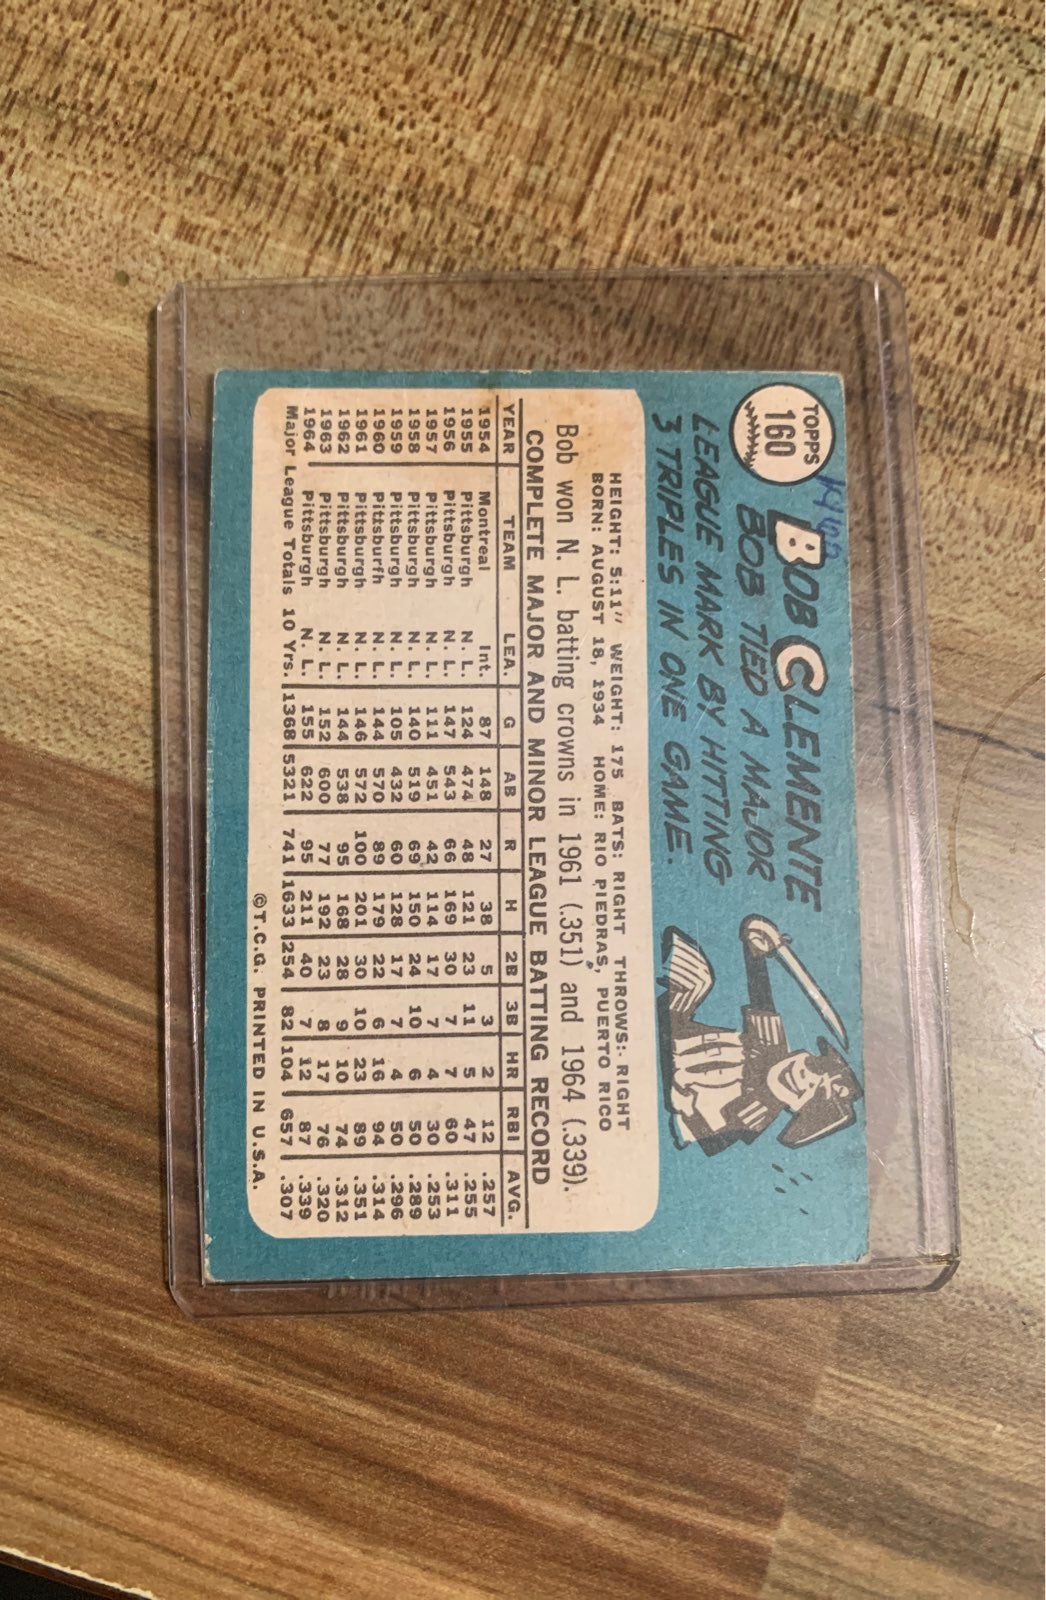 TOPPS
160
BOB CLEMENTE
BOB TIED A MAJOR
LEAGUE MARK BY HITTING
3 TRIPLES IN ONE GAME.
HEIGHT: 5:11" WEIGHT: 175 BATS: RIGHT THROWS: RIGHT
BORN: AUGUST 18, 1934 HOME: RIO PIEDRAS, PUERTO RICO
Bob won N. L. batting crowns in 1961 (.351) and 1964 (.339).
COMPLETE MAJOR AND MINOR LEAGUE BATTING RECORD
YEAR TEAM LEA. G AB R H 2B 3B HR RBI AVG.
1954 Montreal Int. 87 148 27 38 5 3 2 12 .257
1955 Pittsburgh N. L. 124 474 48 121 23 11 5 47 .255
1956 Pittsburgh N. L. 147 543 66 169 30 7 7 60 .311
1957 Pittsburgh N. L. 111 451 42 114 17 7 4 30 .253
1958 Pittsburgh N. L. 140 519 69 150 24 10 6 50 .289
1959 Pittsburgh N. L. 105 432 60 128 17 7 4 50 .296
1960 Pitzburfh N. L. 144 570 89 179 22 6 16 94 .314
1961 Pittsburgh N. L. 146 572 100 201 30 10 23 89 .351
1962 Pittsburgh N. L. 144 538 95 168 28 9 10 74 .312
1963 Pittsburgh N. L. 152 600 77 192 23 8 17 76 .320
1964 Pittsburgh N. L. 155 622 95 211 40 7 12 87 .339
Major League Totals 10 Yrs. 1368 5321 741 1633 254 82 104 657 .307
©T.C.G. PRINTED IN U.S.A.